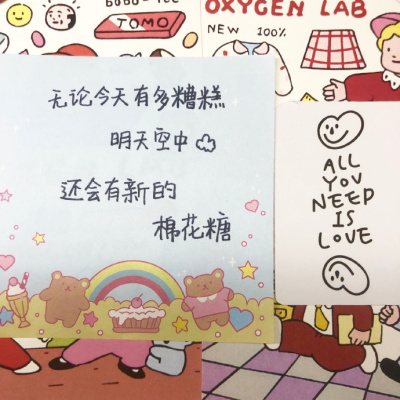 TOMO
OXYGEN LAB
NEW 100%
无论今天有多糟糕
明天空中
还会有新的
棉花糖
ALL
YOU
NEED
IS
LOVE